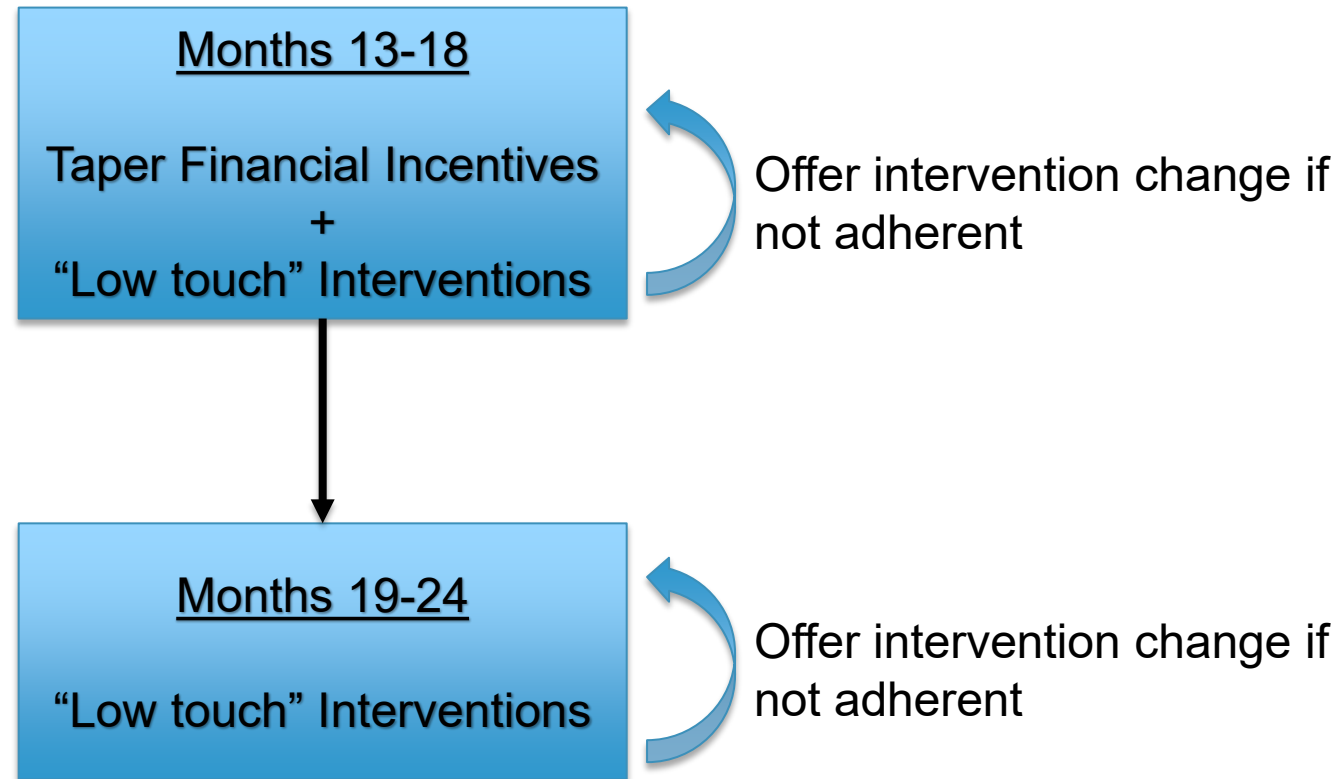 Months 13-18
Taper Financial Incentives
+
“Low touch” Interventions
Offer intervention change if
not adherent
Months 19-24
“Low touch” Interventions
Offer intervention change if
not adherent